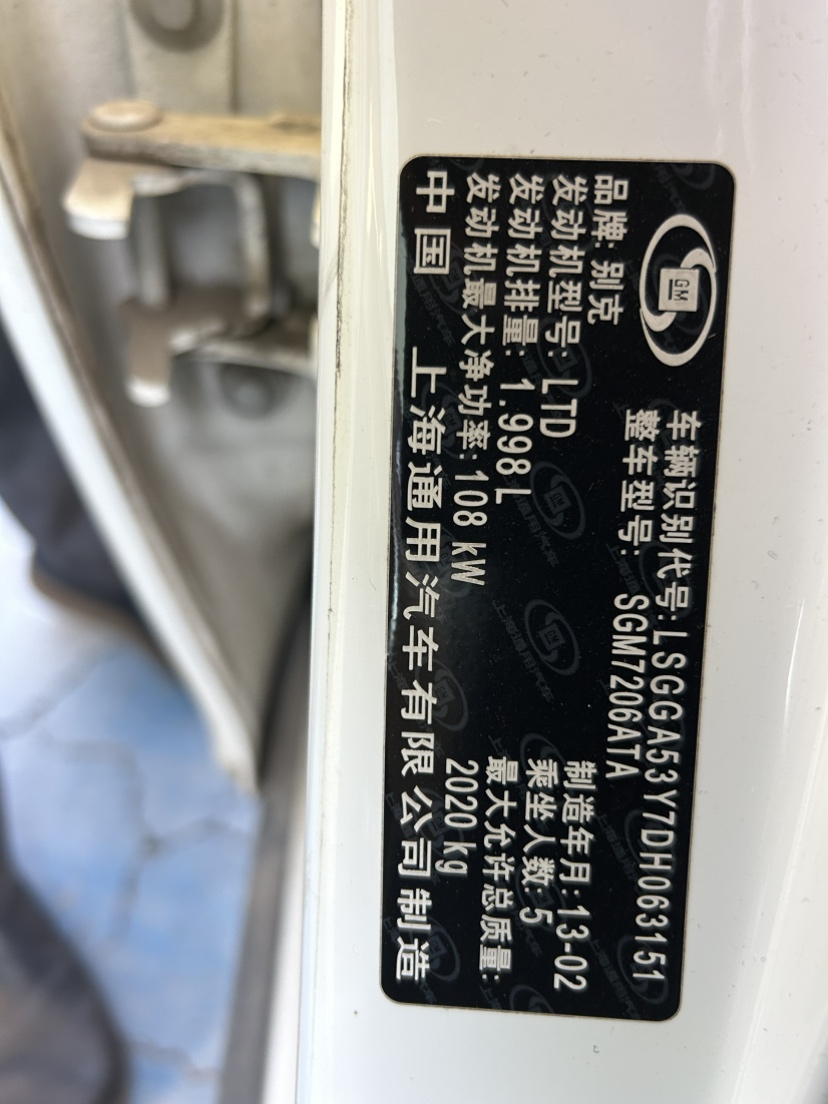 GM
车辆识别代号:LSGGA53Y7DH063151
整车型号: SGM7206ATA
品牌: 别克
发动机型号: LTD 制造年月: 13-02
发动机排量: 1.998L 乘坐人数: 5
发动机最大净功率: 108 kW 最大允许总质量:
2020 kg
中国 上海通用汽车有限公司制造